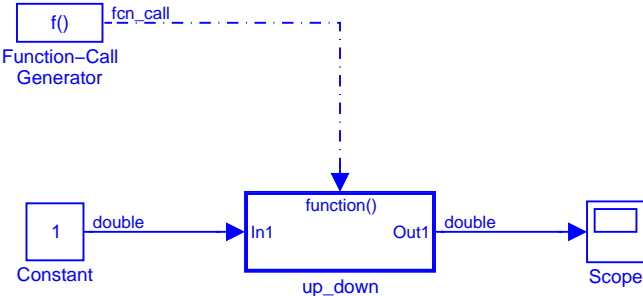 f()
fcn_call
Function−Call
Generator
function()
1
double
In1
Out1
double
Constant
up_down
Scope